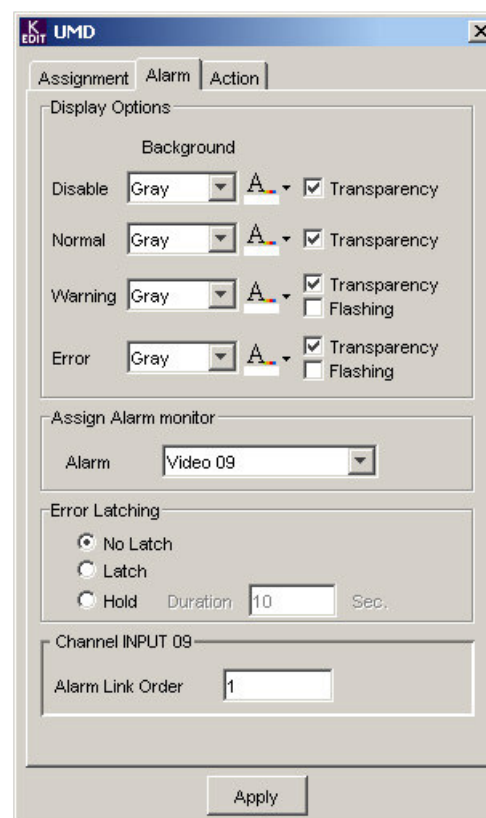 K EDIT UMD
Assignment Alarm Action
Display Options
Background
Disable Gray A Transparency
Normal Gray A Transparency
Warning Gray A Transparency
Flashing
Error Gray A Transparency
Flashing
Assign Alarm monitor
Alarm Video 09
Error Latching
No Latch
Latch
Hold Duration 10 Sec.
Channel INPUT 09
Alarm Link Order 1
Apply